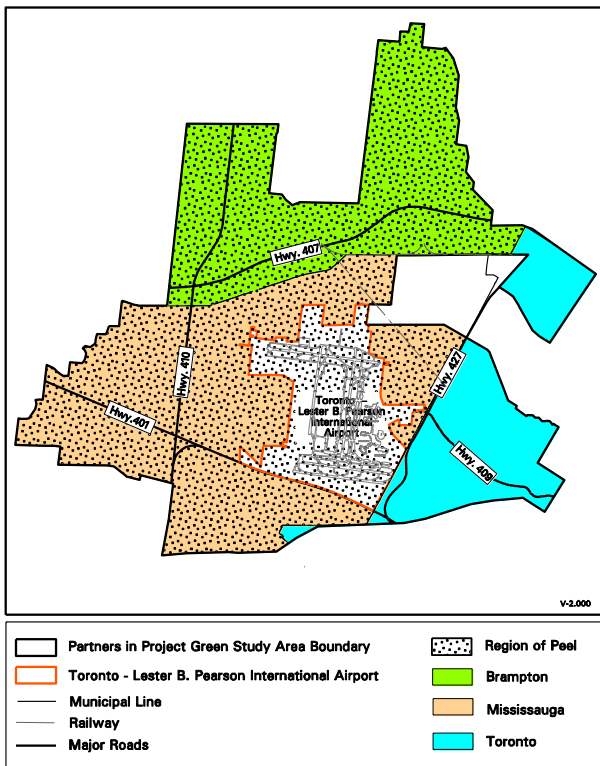 Hwy. 407
Hwy. 410
Hwy. 427
Hwy.401
Toronto
- Lester B. Pearson
International
Airport
Hwy. 409
V-2.000
Partners in Project Green Study Area Boundary
Toronto - Lester B. Pearson International Airport
Municipal Line
Railway
Major Roads
Region of Peel
Brampton
Mississauga
Toronto